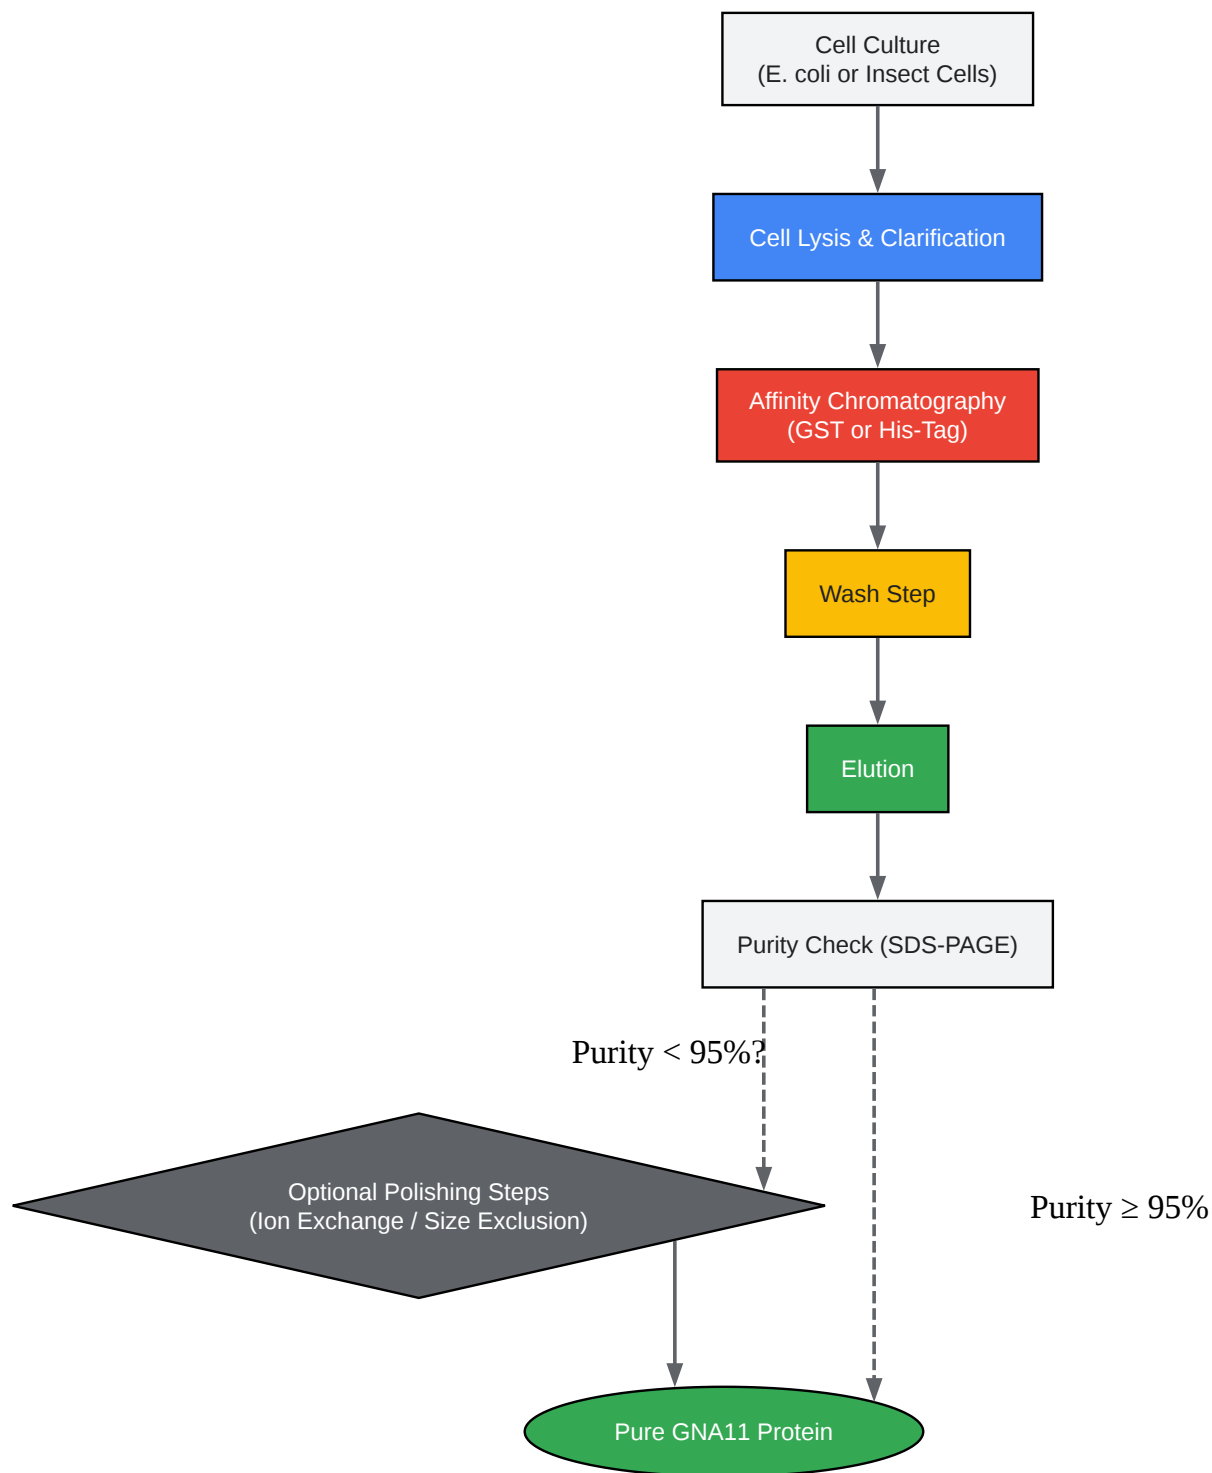 Cell Culture
(E. coli or Insect Cells)
Cell Lysis & Clarification
Affinity Chromatography
(GST or His-Tag)
Wash Step
Elution
Purity Check (SDS-PAGE)
Purity < 95%?
Optional Polishing Steps
(Ion Exchange / Size Exclusion)
Purity ≥ 95%
Pure GNA11 Protein